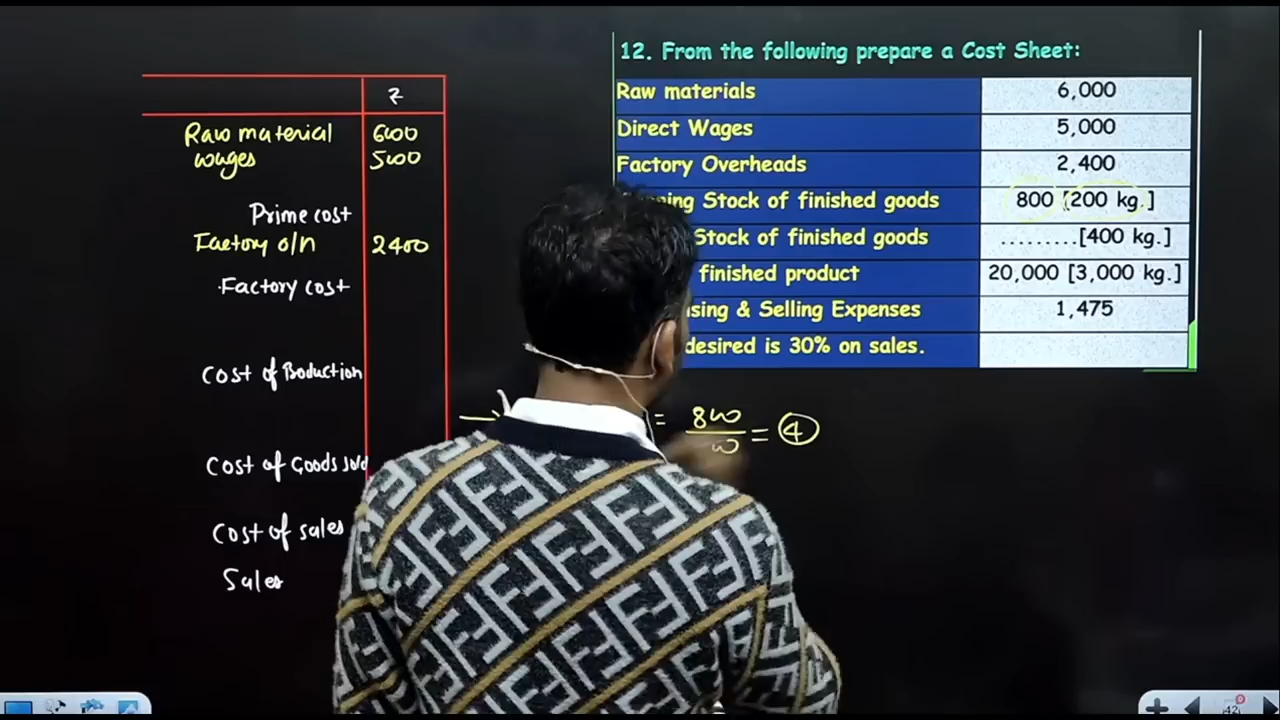 ₹
Raw material 6000
wages 5000
Prime cost
Factory o/h 2400
Factory cost
Cost of Production
Cost of Goods sold
Cost of sales
Sales
12. From the following prepare a Cost Sheet:
Raw materials 6,000
Direct Wages 5,000
Factory Overheads 2,400
Stock of finished goods 800 [200 kg.]
Stock of finished goods .........[400 kg.]
finished product 20,000 [3,000 kg.]
& Selling Expenses 1,475
desired is 30% on sales.
= 800
= 4
42